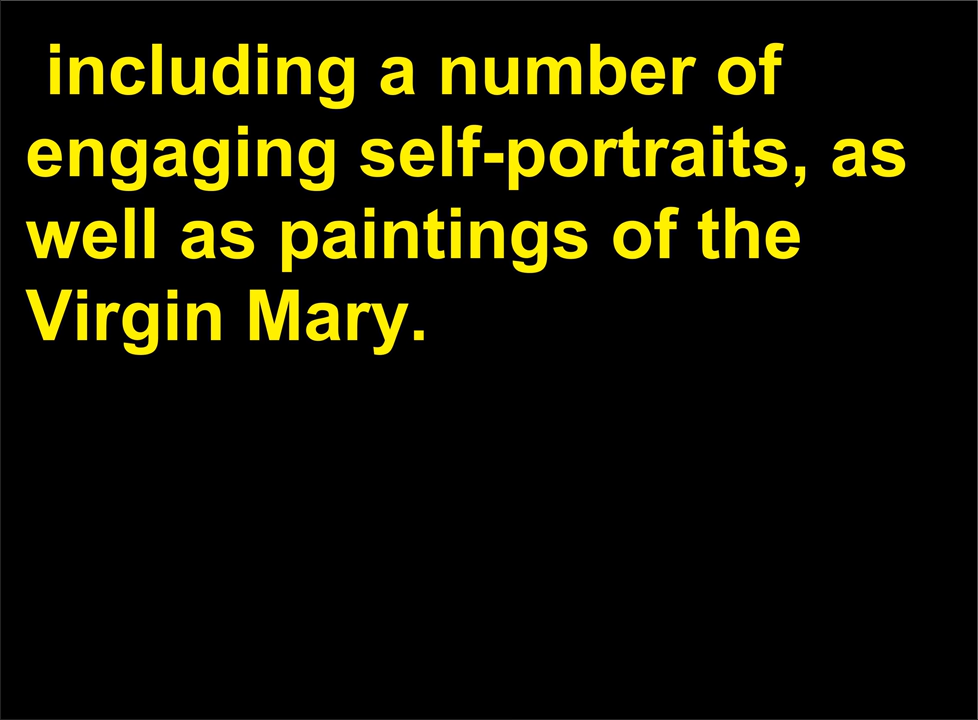 including a number of
engaging self-portraits, as
well as paintings of the
Virgin Mary.